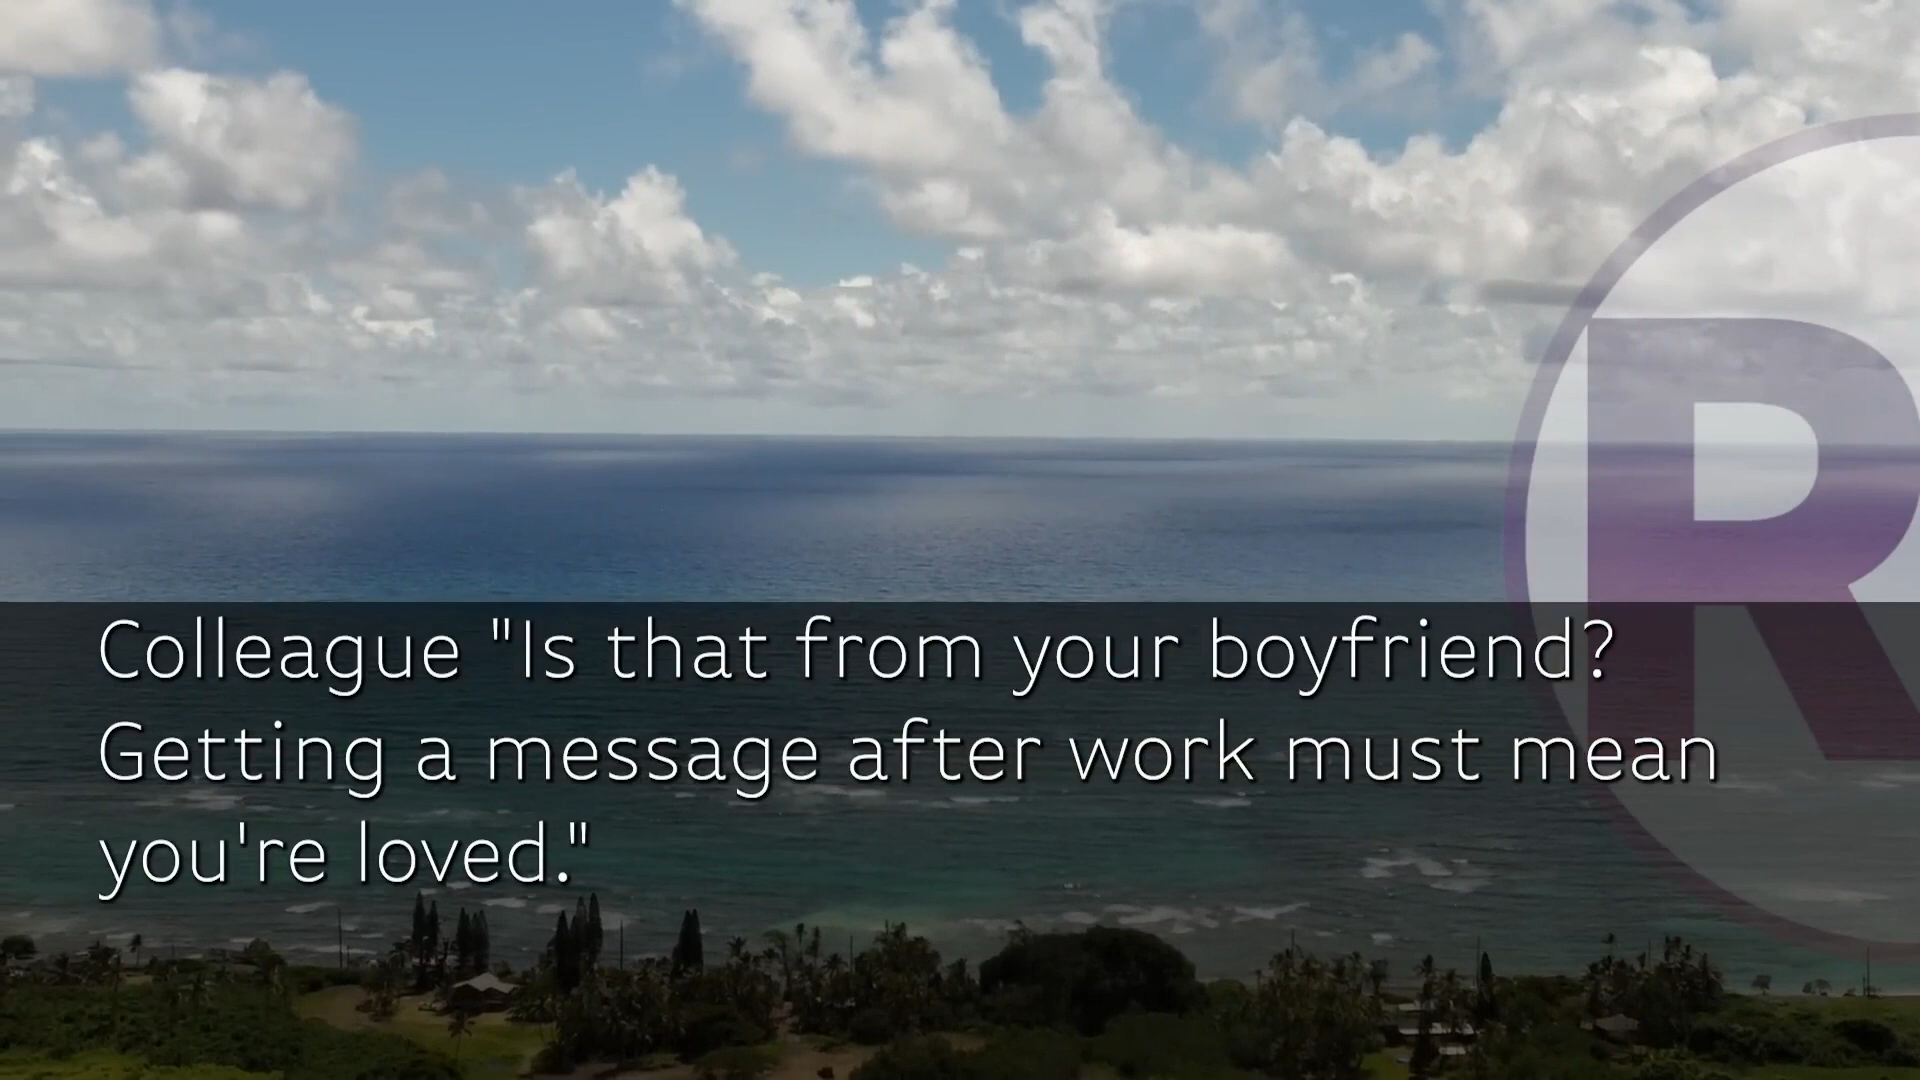 R
Colleague "Is that from your boyfriend?
Getting a message after work must mean
you're loved."